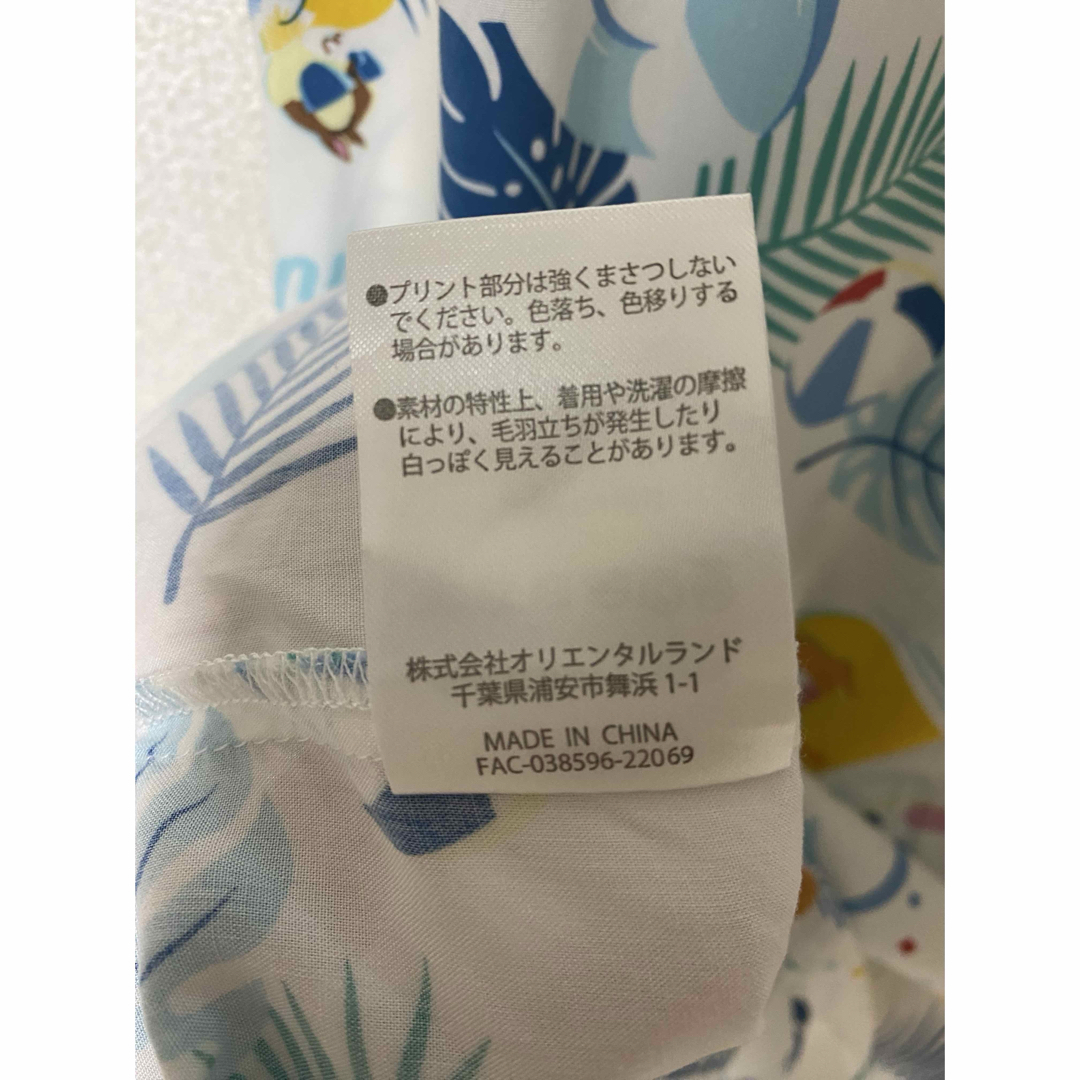 ●プリント部分は強くまさつしない
でください。色落ち、色移りする
場合があります。
●素材の特性上、着用や洗濯の摩擦
により、毛羽立ちが発生したり
白っぽく見えることがあります。
株式会社オリエンタルランド
千葉県浦安市舞浜1-1
MADE IN CHINA
FAC-038596-22069